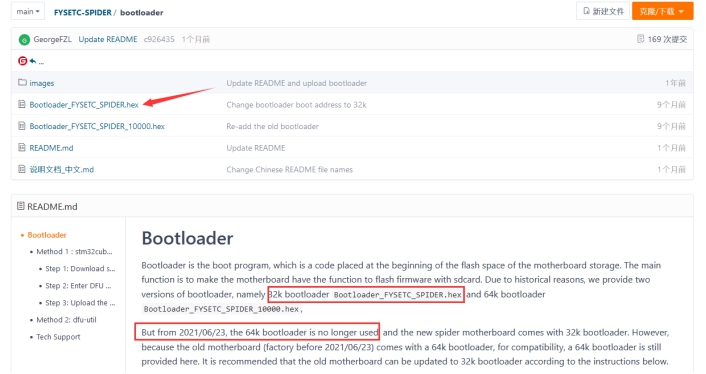 main
FYSETC-SPIDER / bootloader
新建文件
克隆/下载
G GeorgeFZL Update README c926435 1个月前
169 次提交
G ..
images Update README and upload bootloader 1年前
Bootloader_FYSETC_SPIDER.hex Change bootloader boot address to 32k 9个月前
Bootloader_FYSETC_SPIDER_10000.hex Re-add the old bootloader 9个月前
README.md Update README 1个月前
说明文档_中文.md Change Chinese README file names 1个月前
README.md
Bootloader
Method 1 : stm32cub...
Step 1: Download s...
Step 2: Enter DFU ...
Step 3: Upload the ...
Method 2: dfu-util
Tech Support
Bootloader
Bootloader is the boot program, which is a code placed at the beginning of the flash space of the motherboard storage. The main
function is to make the motherboard have the function to flash firmware with sdcard. Due to historical reasons, we provide two
versions of bootloader, namely 32k bootloader Bootloader_FYSETC_SPIDER.hex and 64k bootloader
Bootloader_FYSETC_SPIDER_10000.hex.
But from 2021/06/23, the 64k bootloader is no longer used, and the new spider motherboard comes with 32k bootloader. However,
because the old motherboard (factory before 2021/06/23) comes with a 64k bootloader, for compatibility, a 64k bootloader is still
provided here. It is recommended that the old motherboard can be updated to 32k bootloader according to the instructions below.